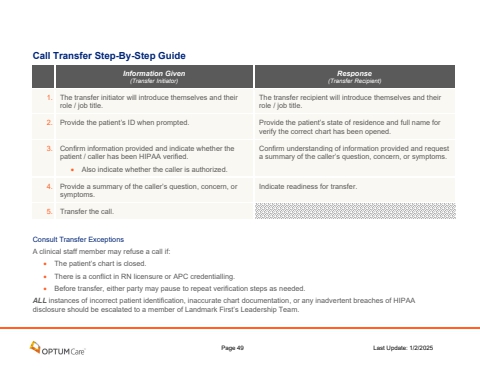 Call Transfer Step-By-Step Guide
Information Given
(Transfer Initiator)
Response
(Transfer Recipient)
1. The transfer initiator will introduce themselves and their
role / job title.
The transfer recipient will introduce themselves and their
role / job title.
2. Provide the patient's ID when prompted.
Provide the patient's state of residence and full name for
verify the correct chart has been opened.
3. Confirm information provided and indicate whether the
patient / caller has been HIPAA verified.
• Also indicate whether the caller is authorized.
Confirm understanding of information provided and request
a summary of the caller's question, concern, or symptoms.
4. Provide a summary of the caller's question, concern, or
symptoms.
Indicate readiness for transfer.
5. Transfer the call.
Consult Transfer Exceptions
A clinical staff member may refuse a call if:
• The patient's chart is closed.
• There is a conflict in RN licensure or APC credentialling.
• Before transfer, either party may pause to repeat verification steps as needed.
ALL instances of incorrect patient identification, inaccurate chart documentation, or any inadvertent breaches of HIPAA
disclosure should be escalated to a member of Landmark First's Leadership Team.
OPTUMCare
Page 49
Last Update: 1/2/2025